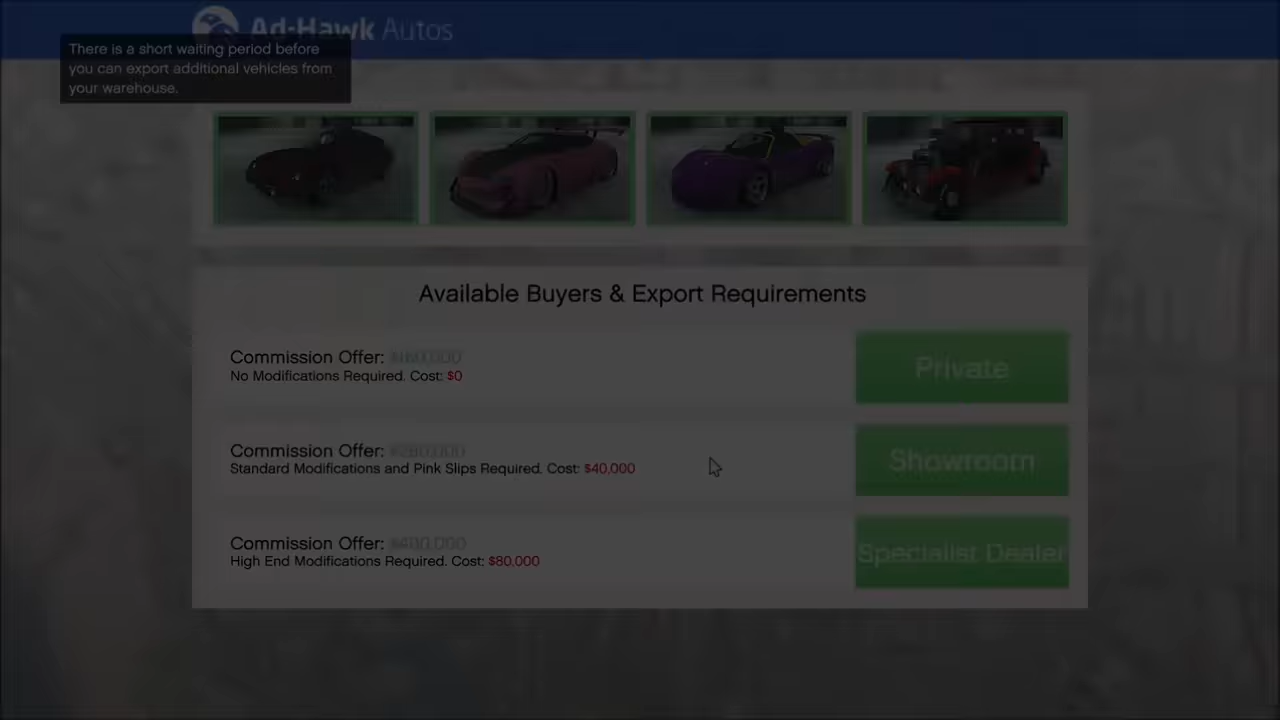 Ad-Hawk Autos
There is a short waiting period before
you can export additional vehicles from
your warehouse.
Available Buyers & Export Requirements
Commission Offer:
No Modifications Required. Cost: $0
Private
Commission Offer:
Standard Modifications and Pink Slips Required. Cost: $40,000
Showroom
Commission Offer:
High End Modifications Required. Cost: $80,000
Specialist Dealer